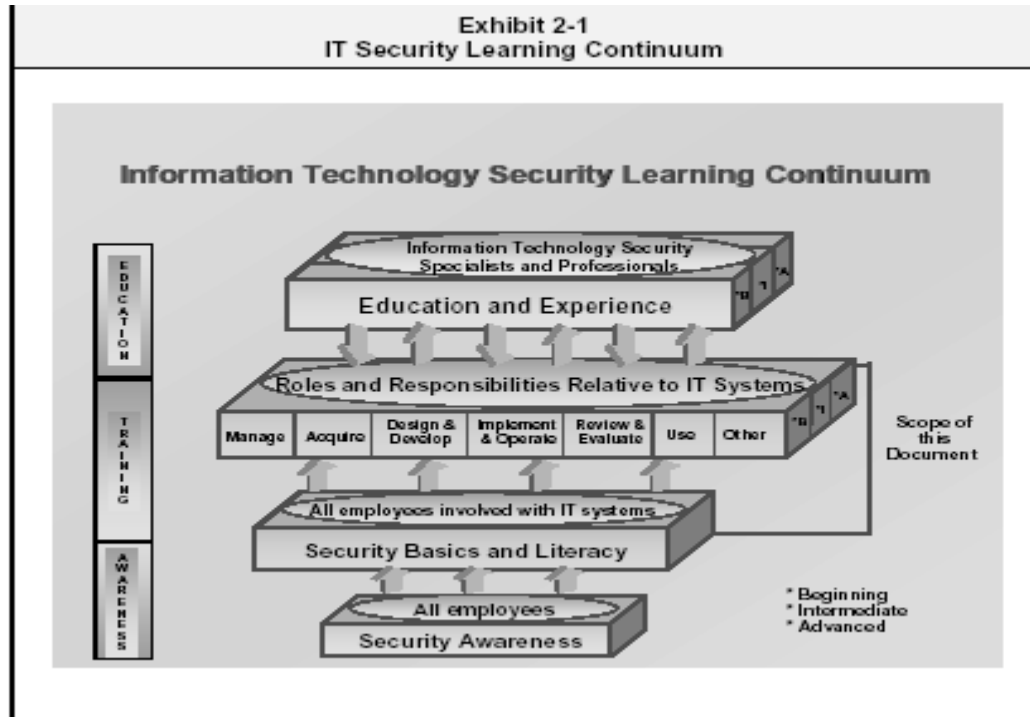 Exhibit 2-1
IT Security Learning Continuum
Information Technology Security Learning Continuum
EDUCATION
Information Technology Security
Specialists and Professionals
*B *I *A
Education and Experience
TRAINING
Roles and Responsibilities Relative to IT Systems
*B *I *A
Manage
Acquire
Design &
Develop
Implement
& Operate
Review &
Evaluate
Use
Other
Scope of
this
Document
All employees involved with IT systems
Security Basics and Literacy
AWARENESS
All employees
Security Awareness
* Beginning
* Intermediate
* Advanced